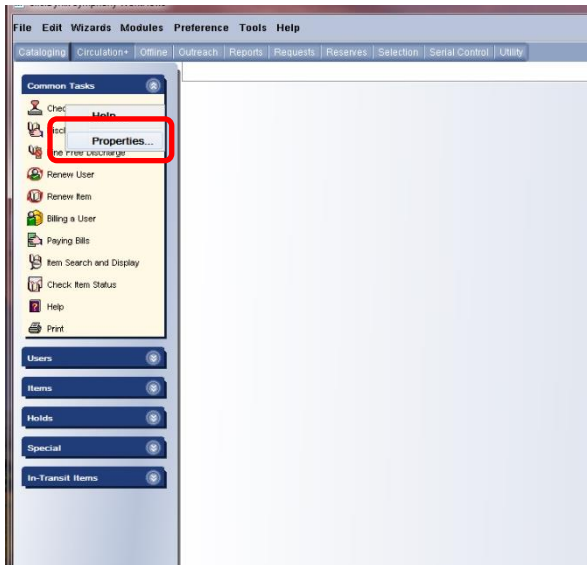 File Edit Wizards Modules Preference Tools Help
Cataloging Circulation+ Offline Outreach Reports Requests Reserves Selection Serial Control Utility
Common Tasks
Help
Properties...
Free Discharge
Renew User
Renew Item
Billing a User
Paying Bills
Item Search and Display
Check Item Status
Help
Print
Users
Items
Holds
Special
In-Transit Items